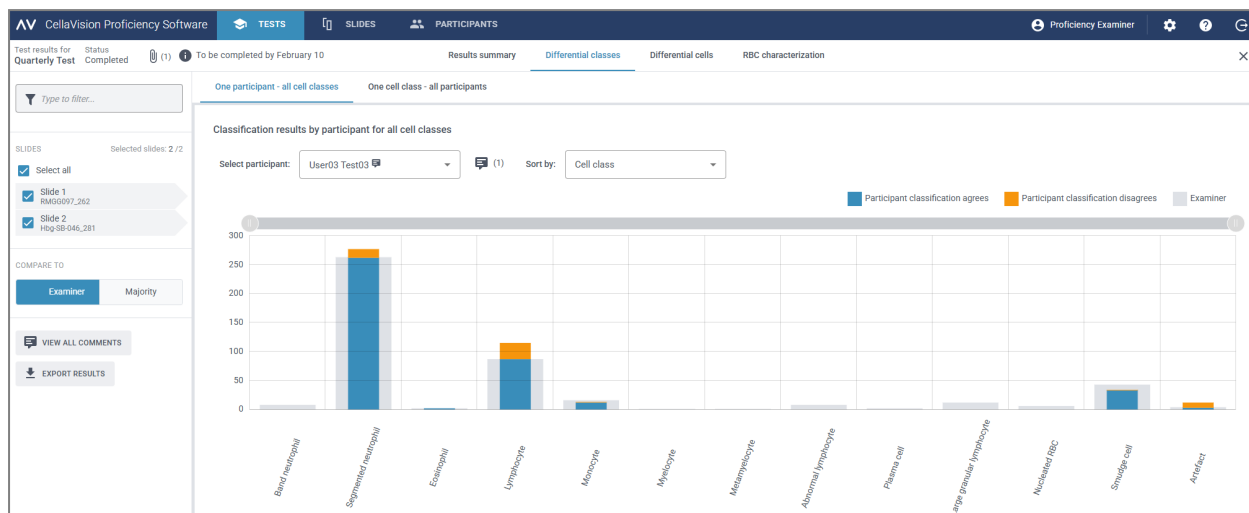 CellaVision Proficiency Software
TESTS
SLIDES
PARTICIPANTS
Proficiency Examiner
Test results for
Quarterly Test
Status
Completed
(1)
To be completed by February 10
Results summary
Differential classes
Differential cells
RBC characterization
Type to filter...
One participant - all cell classes
One cell class - all participants
Classification results by participant for all cell classes
SLIDES
Selected slides: 2 /2
Select all
Slide 1
RMGG097_262
Slide 2
Hbg-SB-046_281
COMPARE TO
Examiner
Majority
VIEW ALL COMMENTS
EXPORT RESULTS
Select participant:
User03 Test03
(1)
Sort by:
Cell class
Participant classification agrees
Participant classification disagrees
Examiner
300
250
200
150
100
50
0
Band neutrophil
Segmented neutrophil
Eosinophil
Lymphocyte
Monocyte
Myelocyte
Metamyelocyte
Abnormal lymphocyte
Plasma cell
arge granular lymphocyte
Nucleated RBC
Smudge cell
Artefact